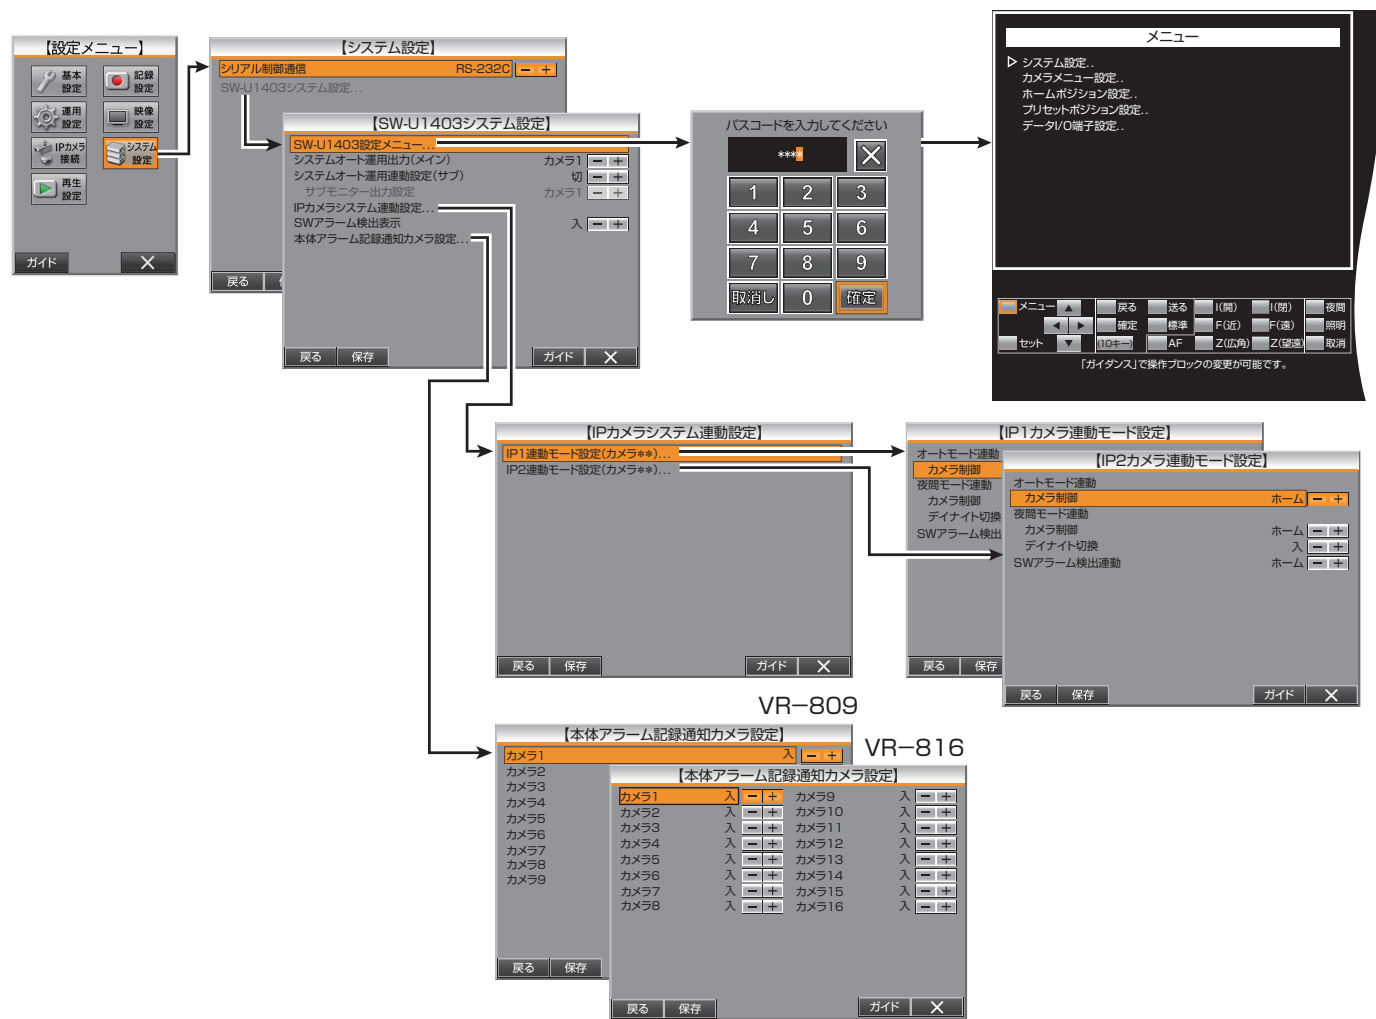 【設定メニュー】
基本設定
記録設定
運用設定
映像設定
IPカメラ接続
システム設定
再生設定
ガイド
【システム設定】
シリアル制御通信 RS-232C − +
SW-U1403システム設定...
戻る
【SW-U1403システム設定】
SW-U1403設定メニュー...
システムオート運用出力(メイン) カメラ1 − +
システムオート運用連動設定(サブ) 切 − +
サブモニター出力設定 カメラ1 − +
IPカメラシステム連動設定...
SWアラーム検出表示 入 − +
本体アラーム記録通知カメラ設定...
戻る 保存 ガイド ×
パスコードを入力してください
****
1 2 3
4 5 6
7 8 9
取消し 0 確定
メニュー
▷ システム設定..
カメラメニュー設定..
ホームポジション設定..
プリセットポジション設定..
データI/O端子設定..
メニュー ▲ 戻る 送る I(開) I(閉) 夜間
◀ ▶ 確定 標準 F(近) F(遠) 照明
セット ▼ (10キー) AF Z(広角) Z(望遠) 取消
「ガイダンス」で操作ブロックの変更が可能です。
【IPカメラシステム連動設定】
IP1連動モード設定(カメラ**)...
IP2連動モード設定(カメラ**)...
戻る 保存 ガイド ×
【IP1カメラ連動モード設定】
オートモード連動
カメラ制御
夜間モード連動
カメラ制御
デイナイト切換
SWアラーム検出
戻る 保存
【IP2カメラ連動モード設定】
オートモード連動
カメラ制御 ホーム − +
夜間モード連動
カメラ制御 ホーム − +
デイナイト切換 入 − +
SWアラーム検出連動 ホーム − +
戻る 保存 ガイド ×
VR−809
【本体アラーム記録通知カメラ設定】
カメラ1 入 − +
カメラ2
カメラ3
カメラ4
カメラ5
カメラ6
カメラ7
カメラ8
カメラ9
戻る 保存
VR−816
【本体アラーム記録通知カメラ設定】
カメラ1 入 − + カメラ9 入 − +
カメラ2 入 − + カメラ10 入 − +
カメラ3 入 − + カメラ11 入 − +
カメラ4 入 − + カメラ12 入 − +
カメラ5 入 − + カメラ13 入 − +
カメラ6 入 − + カメラ14 入 − +
カメラ7 入 − + カメラ15 入 − +
カメラ8 入 − + カメラ16 入 − +
戻る 保存 ガイド ×